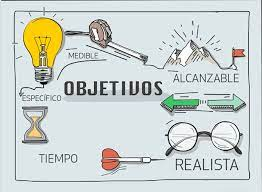 MEDIBLE
ALCANZABLE
ESPECÍFICO
OBJETIVOS
TIEMPO
REALISTA